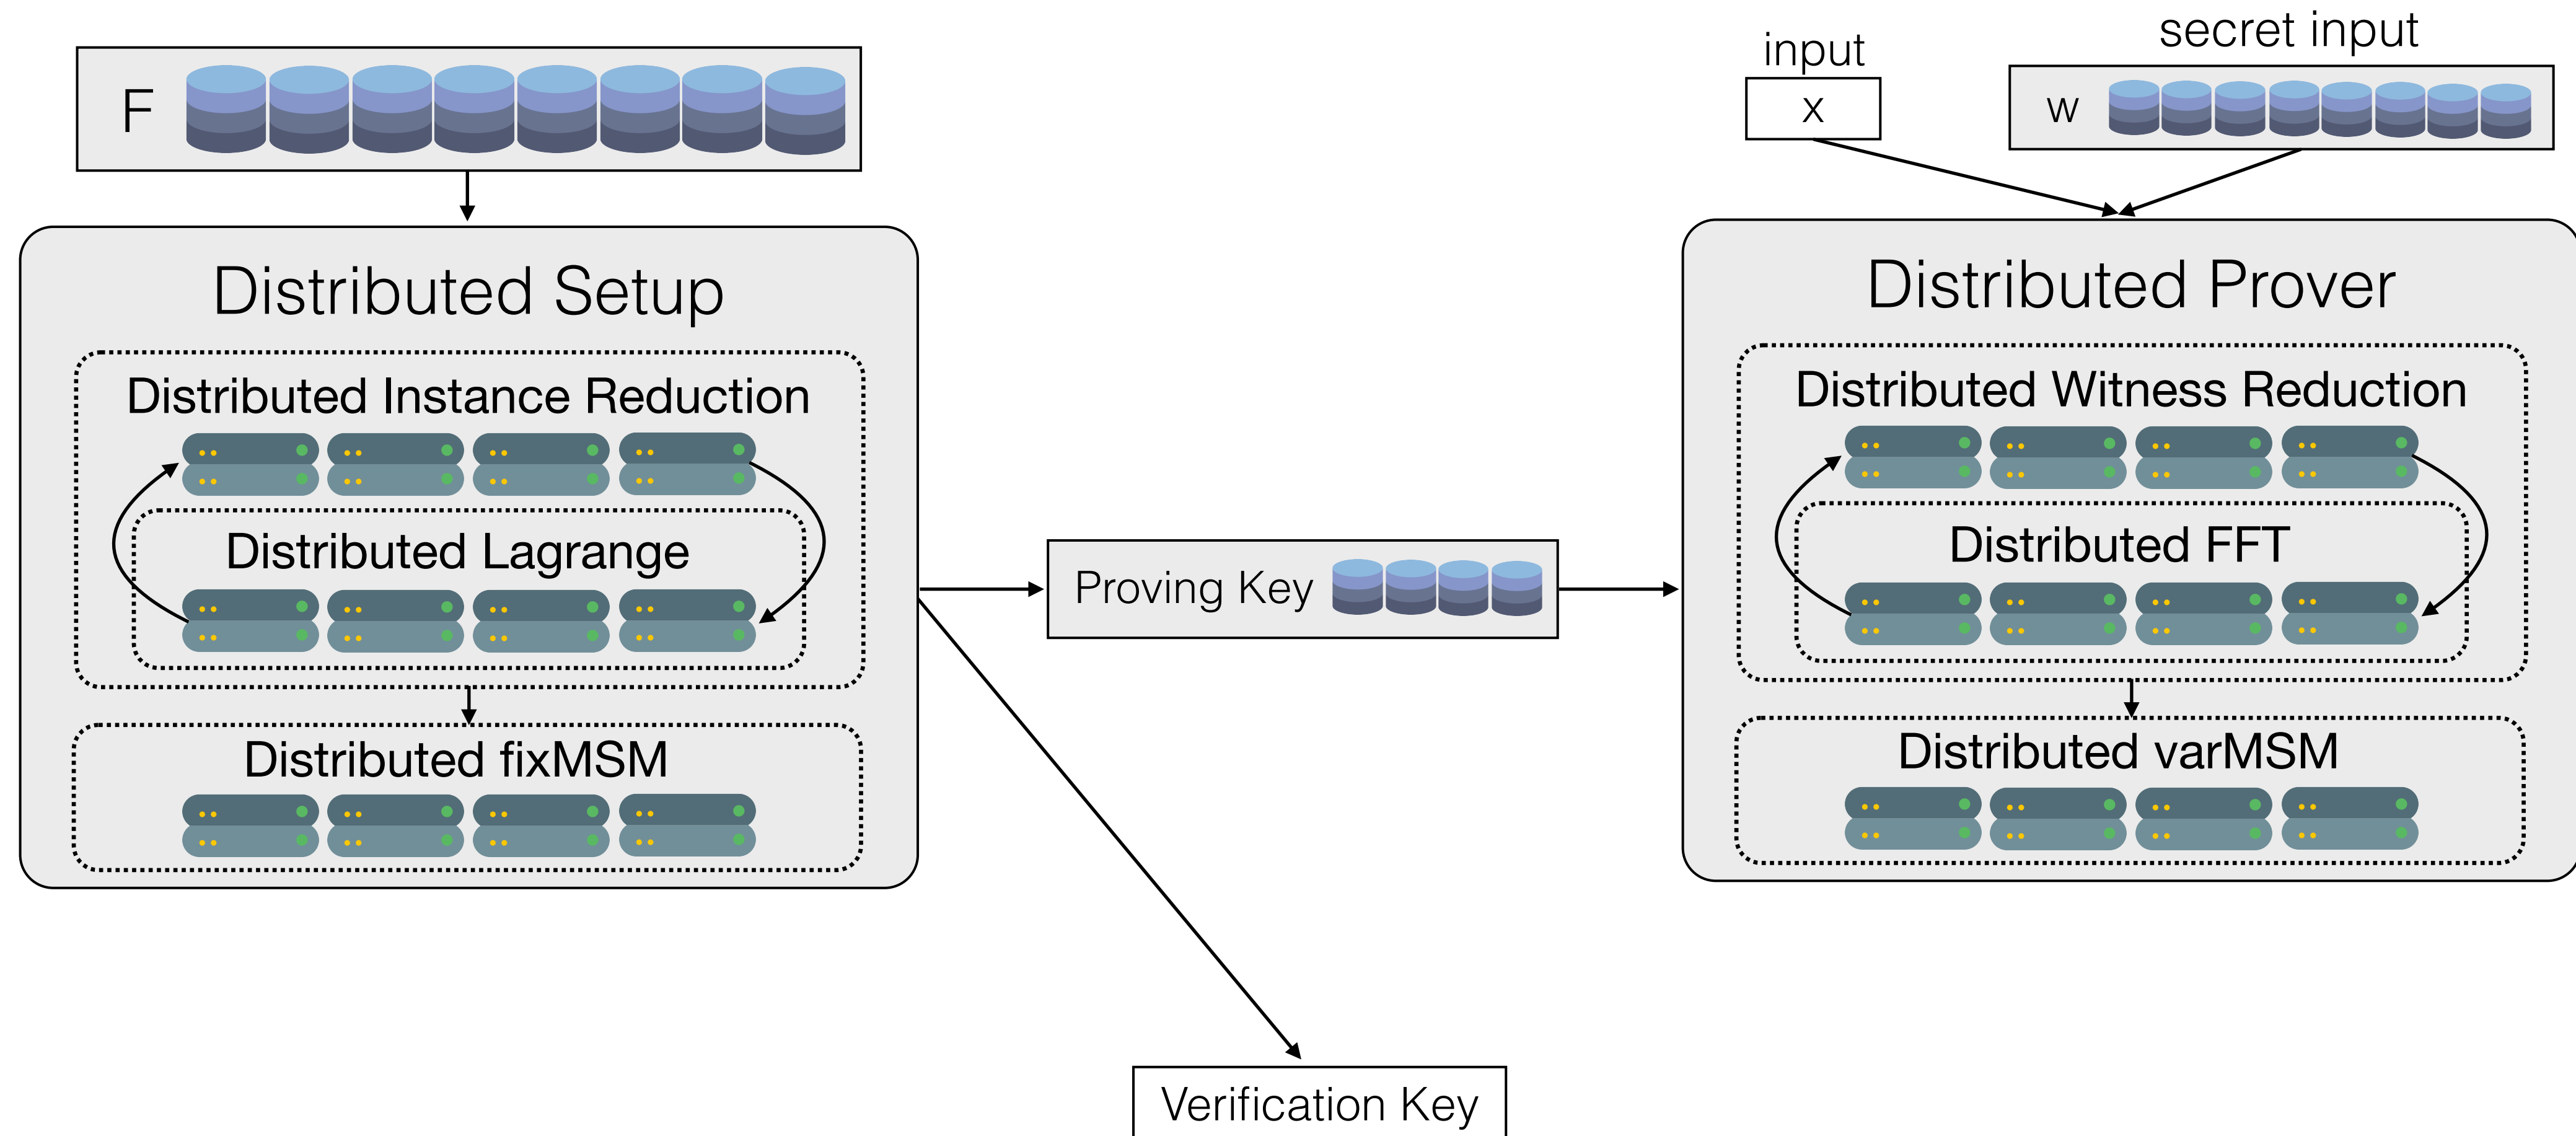 F
Distributed Setup
Distributed Instance Reduction
Distributed Lagrange
Distributed fixMSM
Proving Key
Verification Key
input
x
secret input
w
Distributed Prover
Distributed Witness Reduction
Distributed FFT
Distributed varMSM